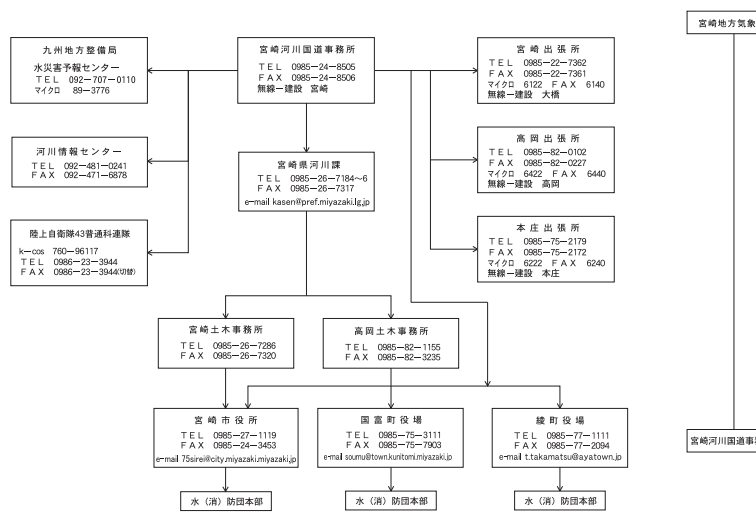 九州地方整備局
水災害予報センター
TEL 092-707-0110
マイクロ 89-3776
宮崎河川国道事務所
TEL 0985-24-8505
FAX 0985-24-8506
無線ー建設 宮崎
宮崎出張所
TEL 0985-22-7362
FAX 0985-22-7361
マイクロ 6122 FAX 6140
無線ー建設 大橋
宮崎地方気象
河川情報センター
TEL 092-481-0241
FAX 092-471-6878
宮崎県河川課
TEL 0985-26-7184〜6
FAX 0985-26-7317
e-mail kasen@pref.miyazaki.lg.jp
高岡出張所
TEL 0985-82-0102
FAX 0985-82-0227
マイクロ 6422 FAX 6440
無線ー建設 高岡
陸上自衛隊43普通科連隊
k-cos 760-96117
TEL 0986-23-3944
FAX 0986-23-3944(切替)
本庄出張所
TEL 0985-75-2179
FAX 0985-75-2172
マイクロ 6222 FAX 6240
無線ー建設 本庄
宮崎土木事務所
TEL 0985-26-7286
FAX 0985-26-7320
高岡土木事務所
TEL 0985-82-1155
FAX 0985-82-3235
宮崎市役所
TEL 0985-27-1119
FAX 0985-24-3453
e-mail 75sirei@city.miyazaki.miyazaki.jp
国富町役場
TEL 0985-75-3111
FAX 0985-75-7903
e-mail soumu@town.kunitomi.miyazaki.jp
綾町役場
TEL 0985-77-1111
FAX 0985-77-2094
e-mail t.takamatsu@ayatown.jp
宮崎河川国道事
水(消)防団本部
水(消)防団本部
水(消)防団本部